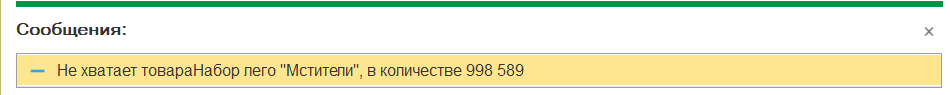 Сообщения:
Не хватает товараНабор лего "Мстители", в количестве 998 589